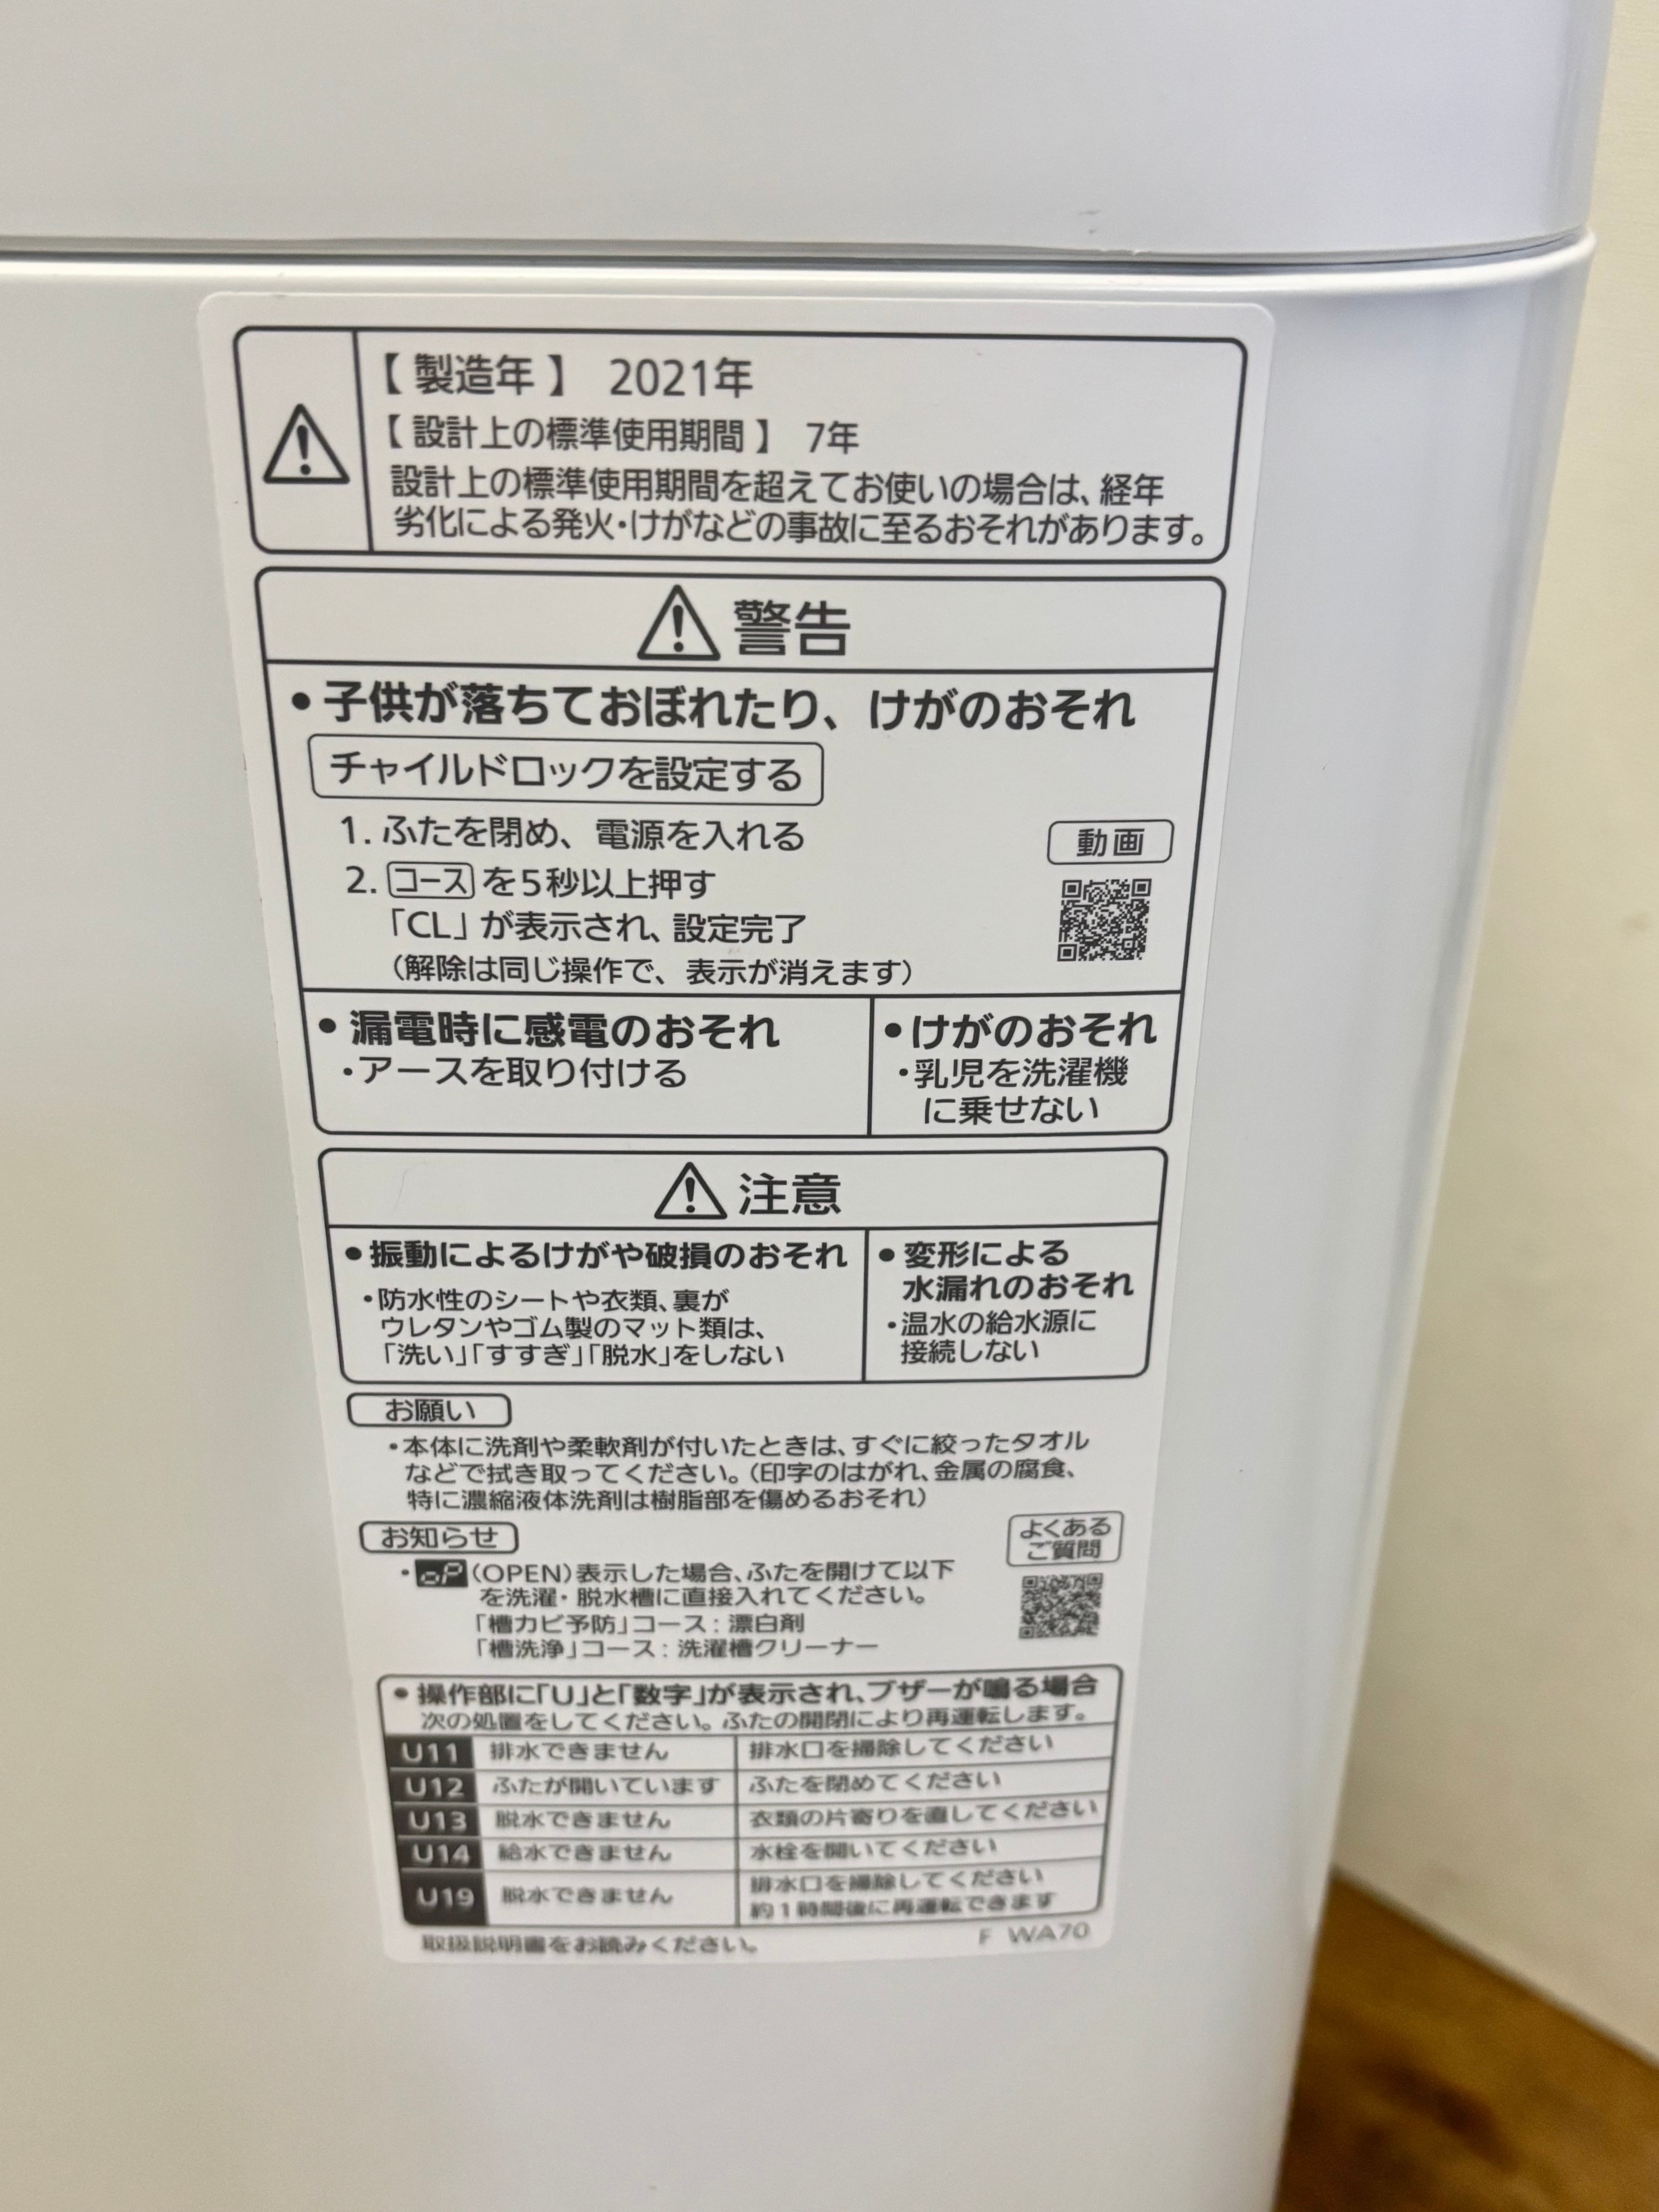 【製造年】 2021年
【設計上の標準使用期間】 7年
設計上の標準使用期間を超えてお使いの場合は、経年
劣化による発火・けがなどの事故に至るおそれがあります。
警告
●子供が落ちておぼれたり、けがのおそれ
チャイルドロックを設定する
1. ふたを閉め、電源を入れる
動画
2. コース を5秒以上押す
「CL」が表示され、設定完了
（解除は同じ操作で、表示が消えます）
●漏電時に感電のおそれ
・アースを取り付ける
●けがのおそれ
・乳児を洗濯機
に乗せない
注意
●振動によるけがや破損のおそれ
・防水性のシートや衣類、裏が
ウレタンやゴム製のマット類は、
「洗い」「すすぎ」「脱水」をしない
●変形による
水漏れのおそれ
・温水の給水源に
接続しない
お願い
・本体に洗剤や柔軟剤が付いたときは、すぐに絞ったタオル
などで拭き取ってください。（印字のはがれ、金属の腐食、
特に濃縮液体洗剤は樹脂部を傷めるおそれ）
お知らせ
よくある
ご質問
・oP（OPEN）表示した場合、ふたを開けて以下
を洗濯・脱水槽に直接入れてください。
「槽カビ予防」コース：漂白剤
「槽洗浄」コース：洗濯槽クリーナー
●操作部に「U」と「数字」が表示され、ブザーが鳴る場合
次の処置をしてください。ふたの開閉により再運転します。
U11 排水できません 排水口を掃除してください
U12 ふたが開いています ふたを閉めてください
U13 脱水できません 衣類の片寄りを直してください
U14 給水できません 水栓を開いてください
U19 脱水できません 排水口を掃除してください
約1時間後に再運転できます
取扱説明書をお読みください。
F WA70